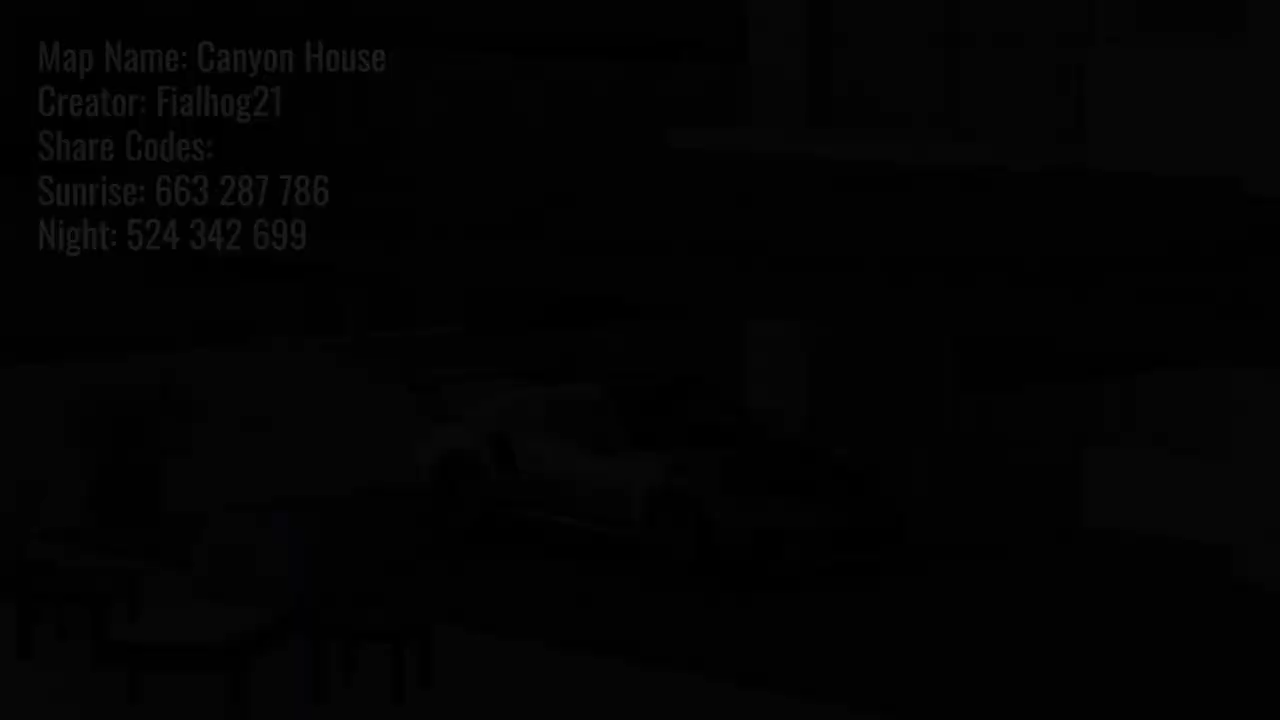 Map Name: Canyon House
Creator: Fialhog21
Share Codes:
Sunrise: 663 287 786
Night: 524 342 699